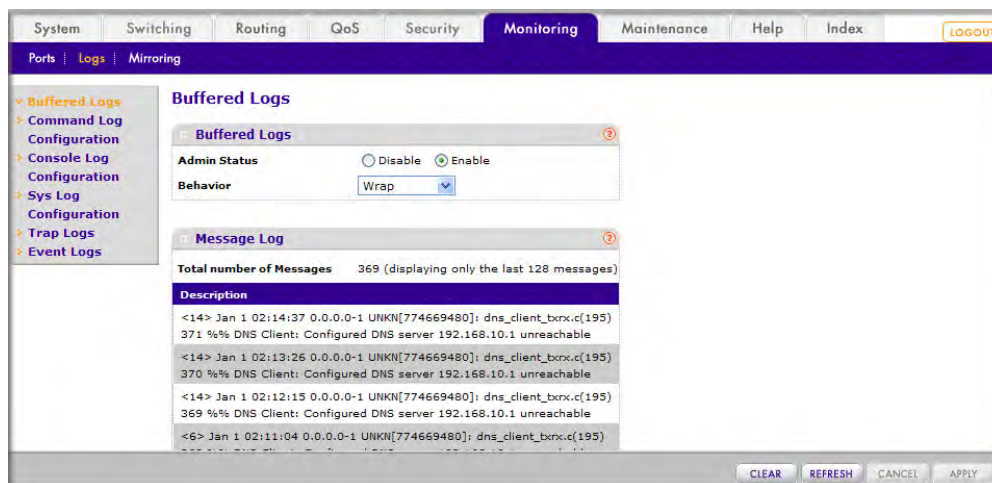 System Switching Routing QoS Security Monitoring Maintenance Help Index LOGOUT
Ports Logs Mirroring
Buffered Logs
Command Log
Configuration
Console Log
Configuration
Sys Log
Configuration
Trap Logs
Event Logs
Buffered Logs
Buffered Logs
Admin Status Disable Enable
Behavior Wrap
Message Log
Total number of Messages 369 (displaying only the last 128 messages)
Description
<14> Jan 1 02:14:37 0.0.0.0-1 UNKN[774669480]: dns_client_txrx.c(195)
371 %% DNS Client: Configured DNS server 192.168.10.1 unreachable
<14> Jan 1 02:13:26 0.0.0.0-1 UNKN[774669480]: dns_client_txrx.c(195)
370 %% DNS Client: Configured DNS server 192.168.10.1 unreachable
<14> Jan 1 02:12:15 0.0.0.0-1 UNKN[774669480]: dns_client_txrx.c(195)
369 %% DNS Client: Configured DNS server 192.168.10.1 unreachable
<6> Jan 1 02:11:04 0.0.0.0-1 UNKN[774669480]: dns_client_txrx.c(195)
CLEAR REFRESH CANCEL APPLY